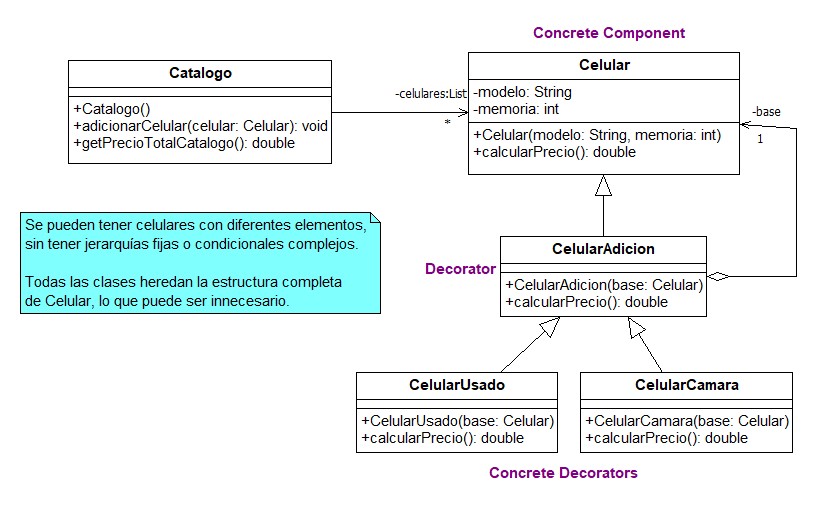 Concrete Component
Catalogo
+Catalogo()
+adicionarCelular(celular: Celular): void
+getPrecioTotalCatalogo(): double
-celulares:List
*
Celular
-modelo: String
-memoria: int
+Celular(modelo: String, memoria: int)
+calcularPrecio(): double
-base
1
Se pueden tener celulares con diferentes elementos,
sin tener jerarquías fijas o condicionales complejos.
Todas las clases heredan la estructura completa
de Celular, lo que puede ser innecesario.
Decorator
CelularAdicion
+CelularAdicion(base: Celular)
+calcularPrecio(): double
CelularUsado
+CelularUsado(base: Celular)
+calcularPrecio(): double
CelularCamara
+CelularCamara(base: Celular)
+calcularPrecio(): double
Concrete Decorators